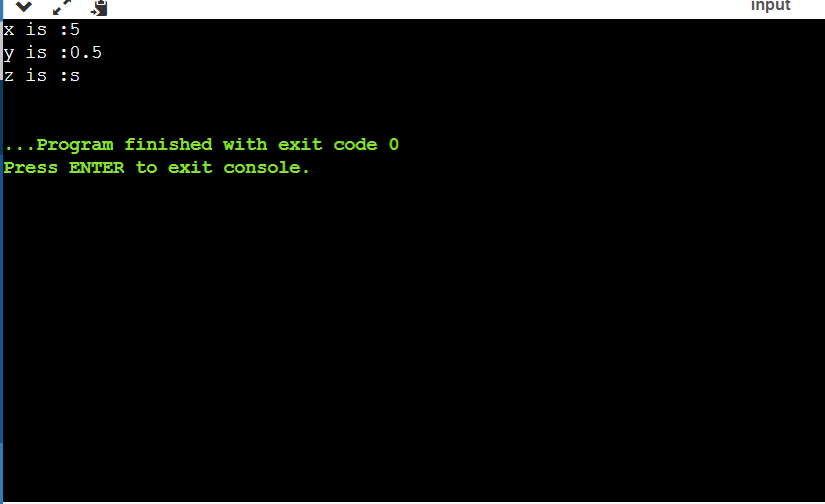 input
x is :5
y is :0.5
z is :s
...Program finished with exit code 0
Press ENTER to exit console.